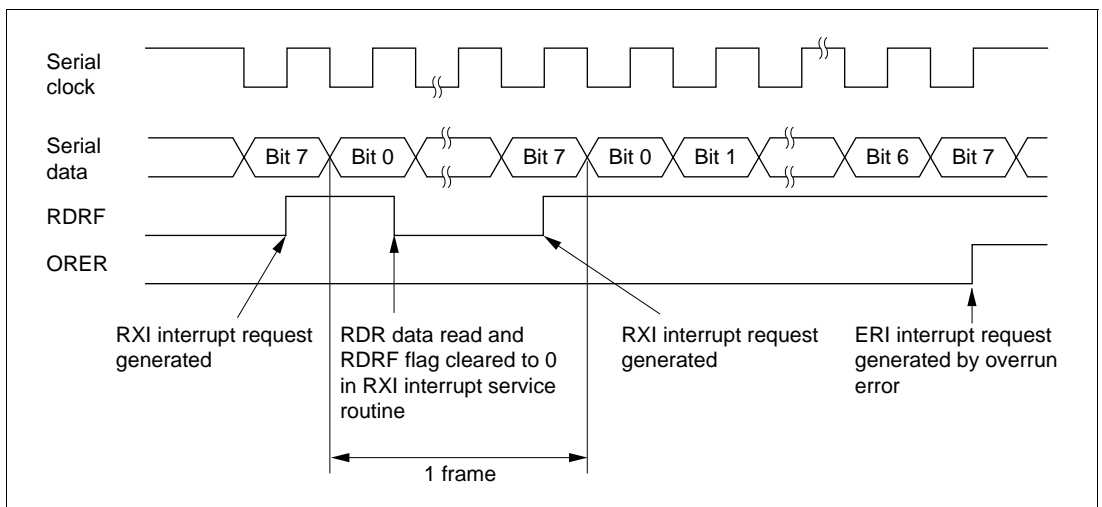 Serial
clock
Serial
data
Bit 7
Bit 0
Bit 7
Bit 0
Bit 1
Bit 6
Bit 7
RDRF
ORER
RXI interrupt request
generated
RDR data read and
RDRF flag cleared to 0
in RXI interrupt service
routine
RXI interrupt request
generated
ERI interrupt request
generated by overrun
error
1 frame